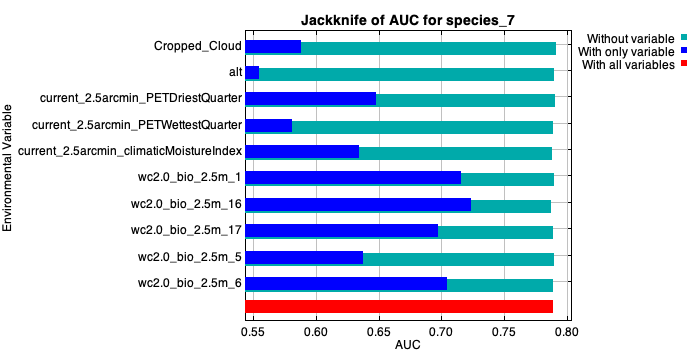 Jackknife of AUC for species_7
Without variable
With only variable
With all variables
Environmental Variable
Cropped_Cloud
alt
current_2.5arcmin_PETDriestQuarter
current_2.5arcmin_PETWettestQuarter
current_2.5arcmin_climaticMoistureIndex
wc2.0_bio_2.5m_1
wc2.0_bio_2.5m_16
wc2.0_bio_2.5m_17
wc2.0_bio_2.5m_5
wc2.0_bio_2.5m_6
0.55 0.60 0.65 0.70 0.75 0.80
AUC